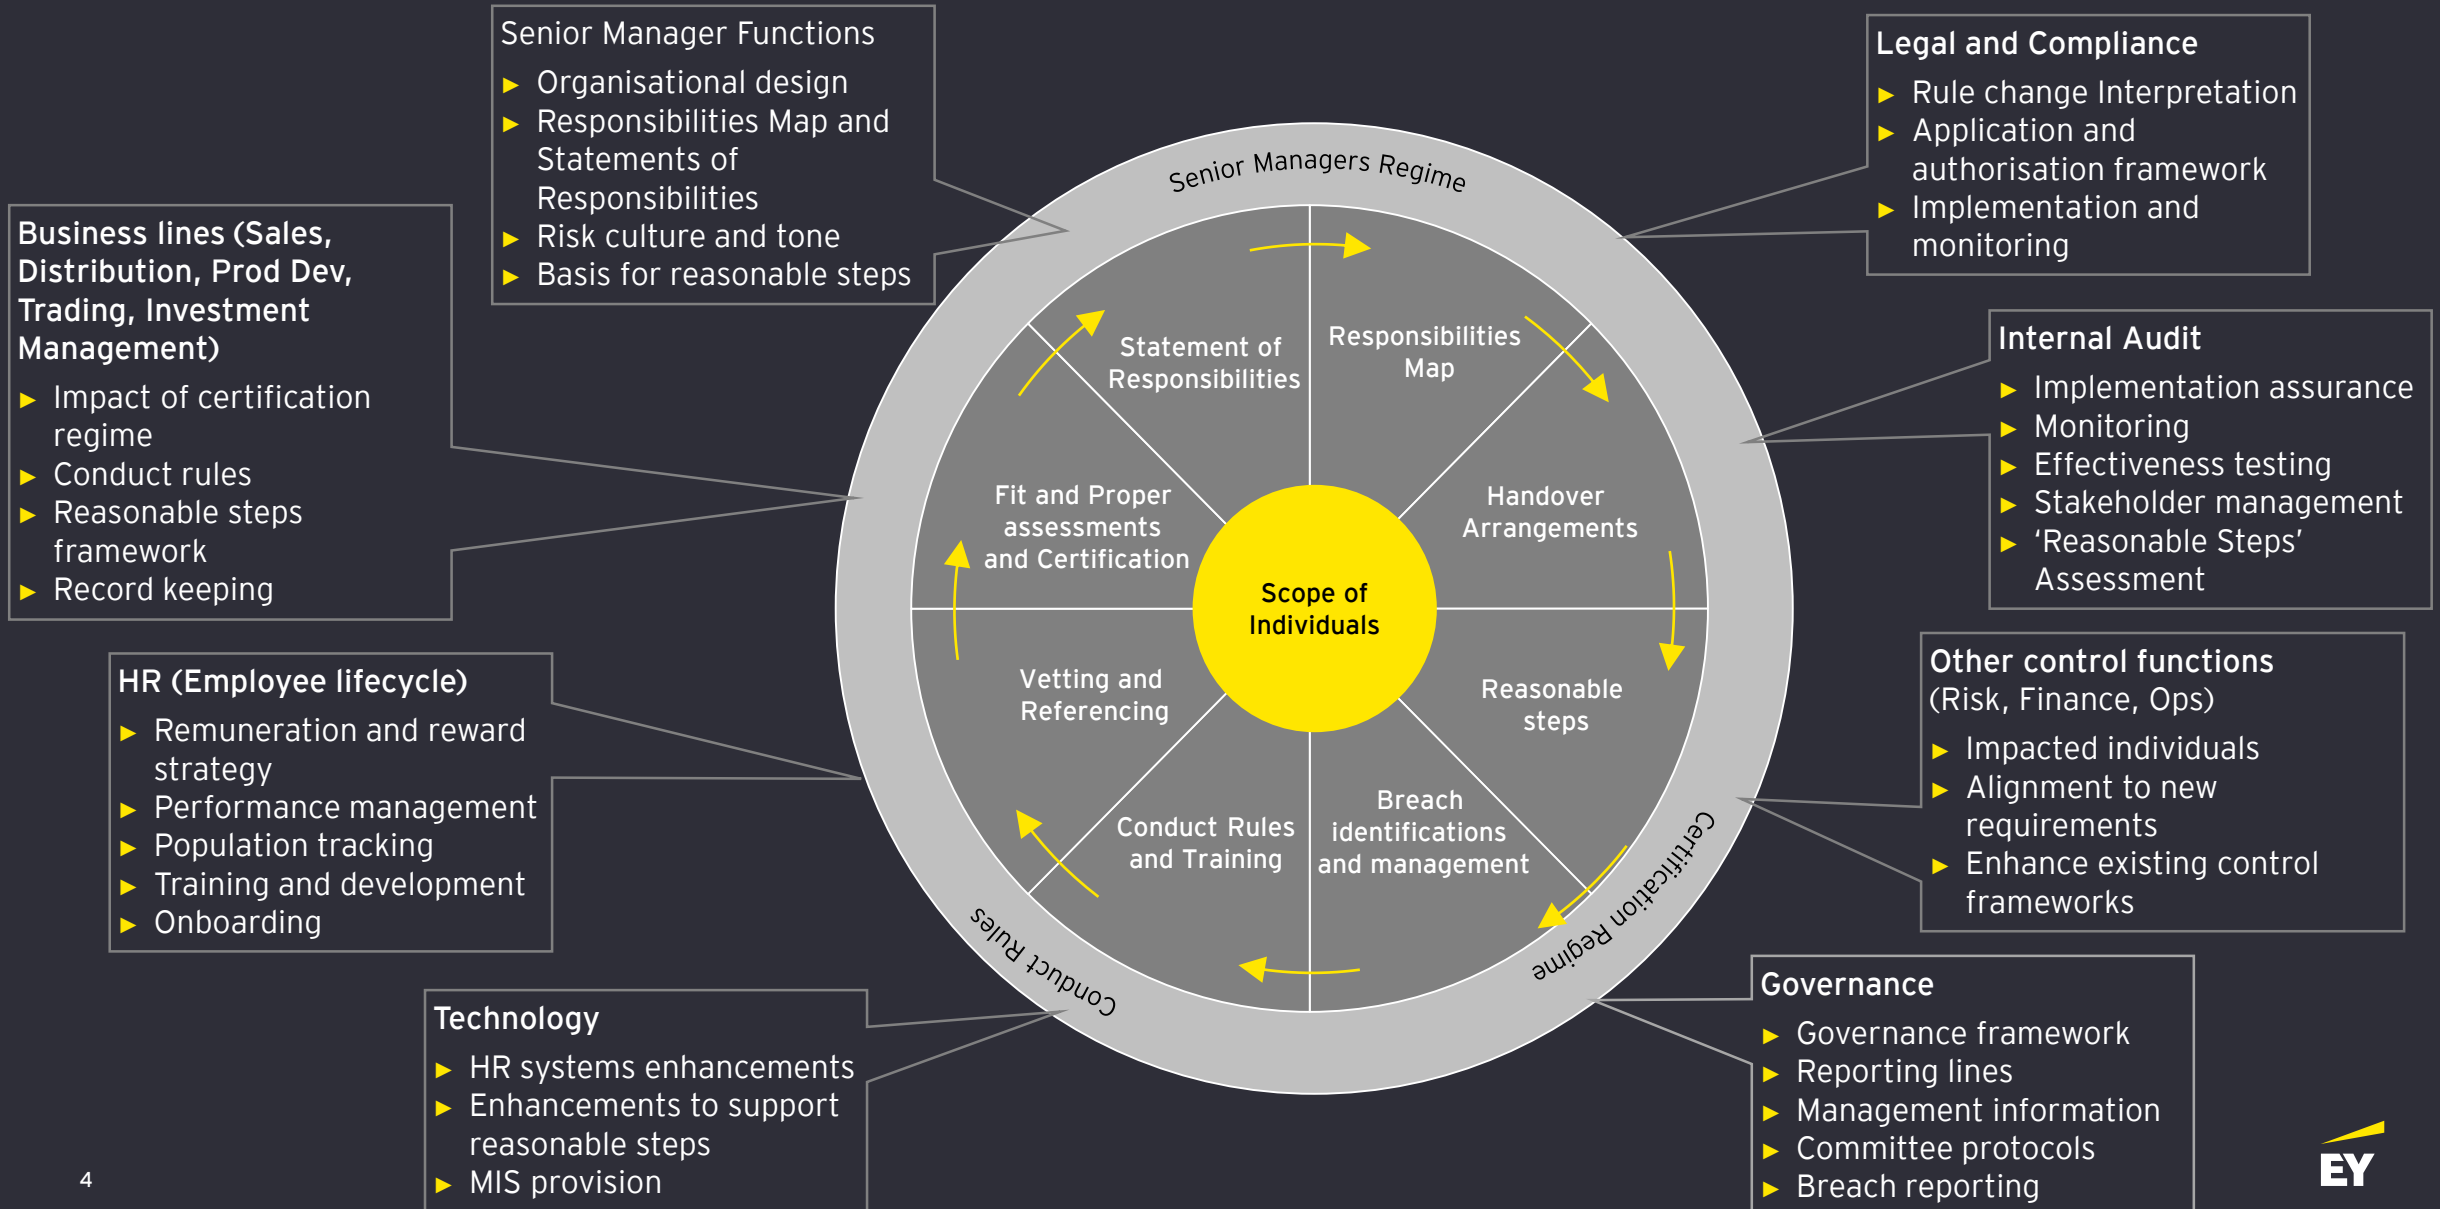 Senior Manager Functions
► Organisational design
► Responsibilities Map and
Statements of
Responsibilities
► Risk culture and tone
► Basis for reasonable steps
Legal and Compliance
► Rule change Interpretation
► Application and
authorisation framework
► Implementation and
monitoring
Business lines (Sales,
Distribution, Prod Dev,
Trading, Investment
Management)
► Impact of certification
regime
► Conduct rules
► Reasonable steps
framework
► Record keeping
Internal Audit
► Implementation assurance
► Monitoring
► Effectiveness testing
► Stakeholder management
► ‘Reasonable Steps’
Assessment
HR (Employee lifecycle)
► Remuneration and reward
strategy
► Performance management
► Population tracking
► Training and development
► Onboarding
Other control functions
(Risk, Finance, Ops)
► Impacted individuals
► Alignment to new
requirements
► Enhance existing control
frameworks
Technology
► HR systems enhancements
► Enhancements to support
reasonable steps
► MIS provision
Governance
► Governance framework
► Reporting lines
► Management information
► Committee protocols
► Breach reporting
Senior Managers Regime
Certification Regime
Conduct Rules
Statement of
Responsibilities
Responsibilities
Map
Handover
Arrangements
Reasonable
steps
Breach
identifications
and management
Conduct Rules
and Training
Vetting and
Referencing
Fit and Proper
assessments
and Certification
Scope of
Individuals
4
EY